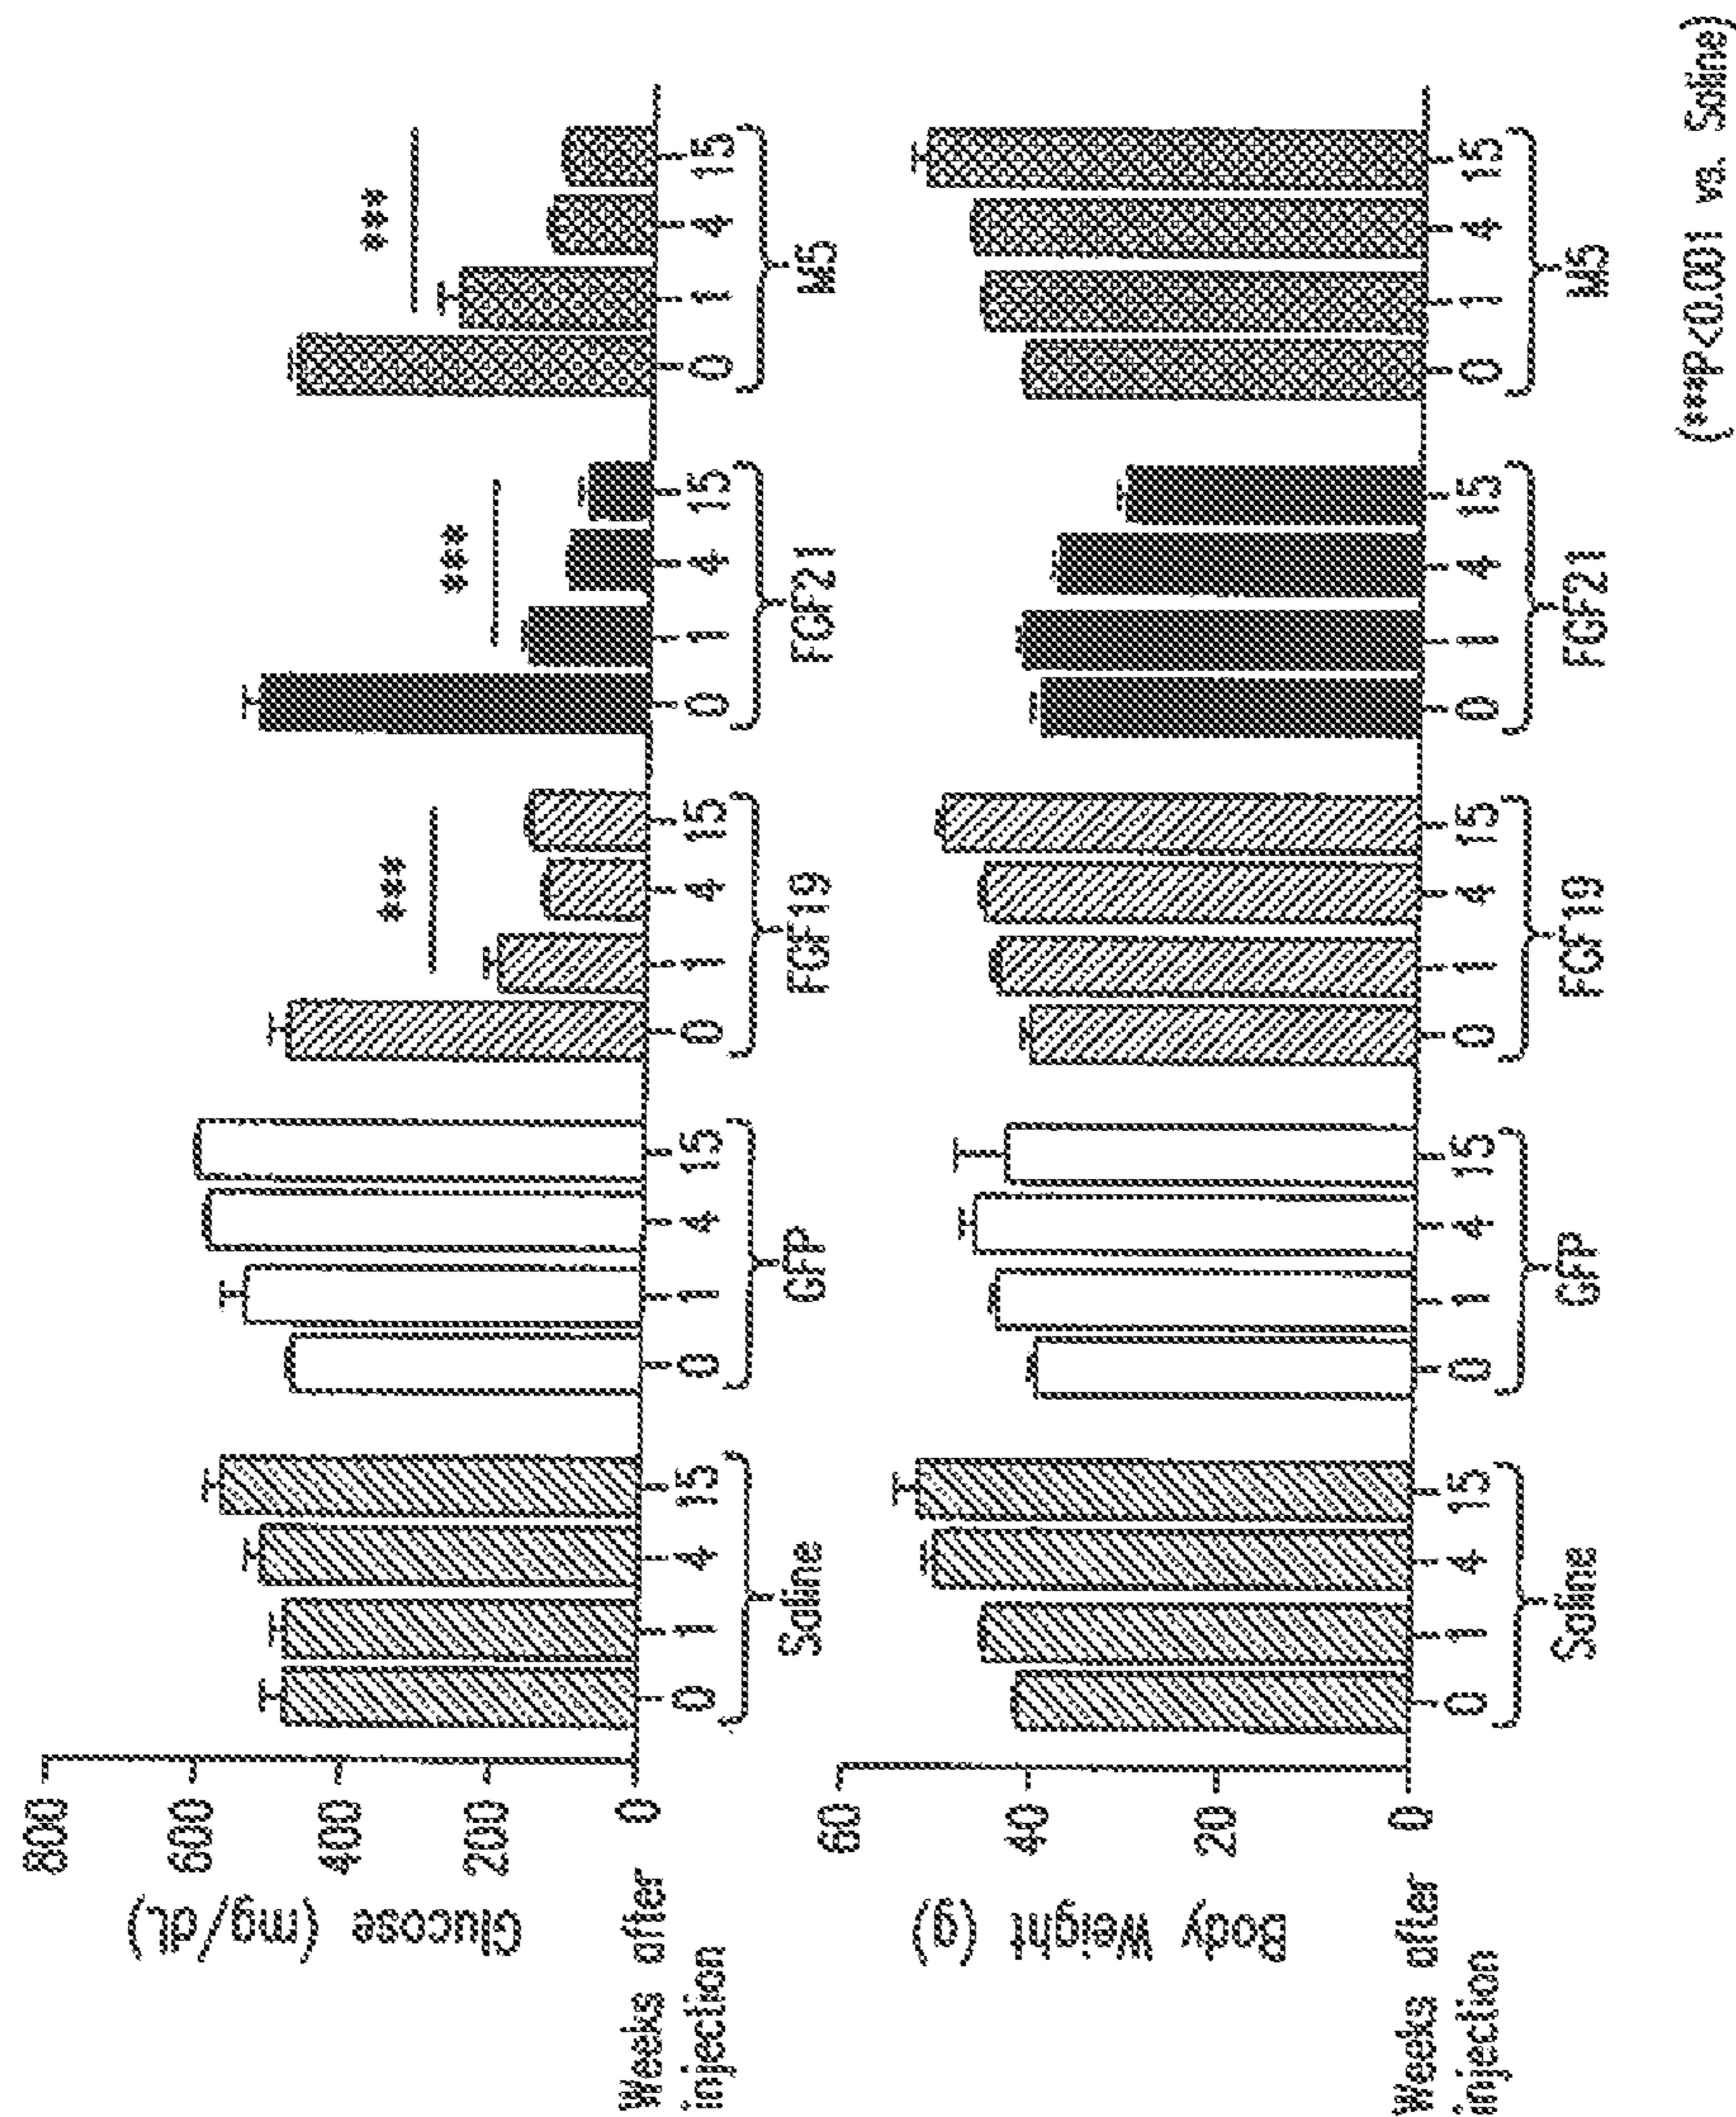 Glucose (mg/dL)
800
600
400
200
0
***
***
***
Weeks after
injection
0 1 4 15 0 1 4 15 0 1 4 15 0 1 4 15 0 1 4 15
Saline GFP FGF19 FGF21 M5
Body Weight (g)
60
40
20
0
Weeks after
injection
0 1 4 15 0 1 4 15 0 1 4 15 0 1 4 15 0 1 4 15
Saline GFP FGF19 FGF21 M5
(***P<0.001 vs. Saline)